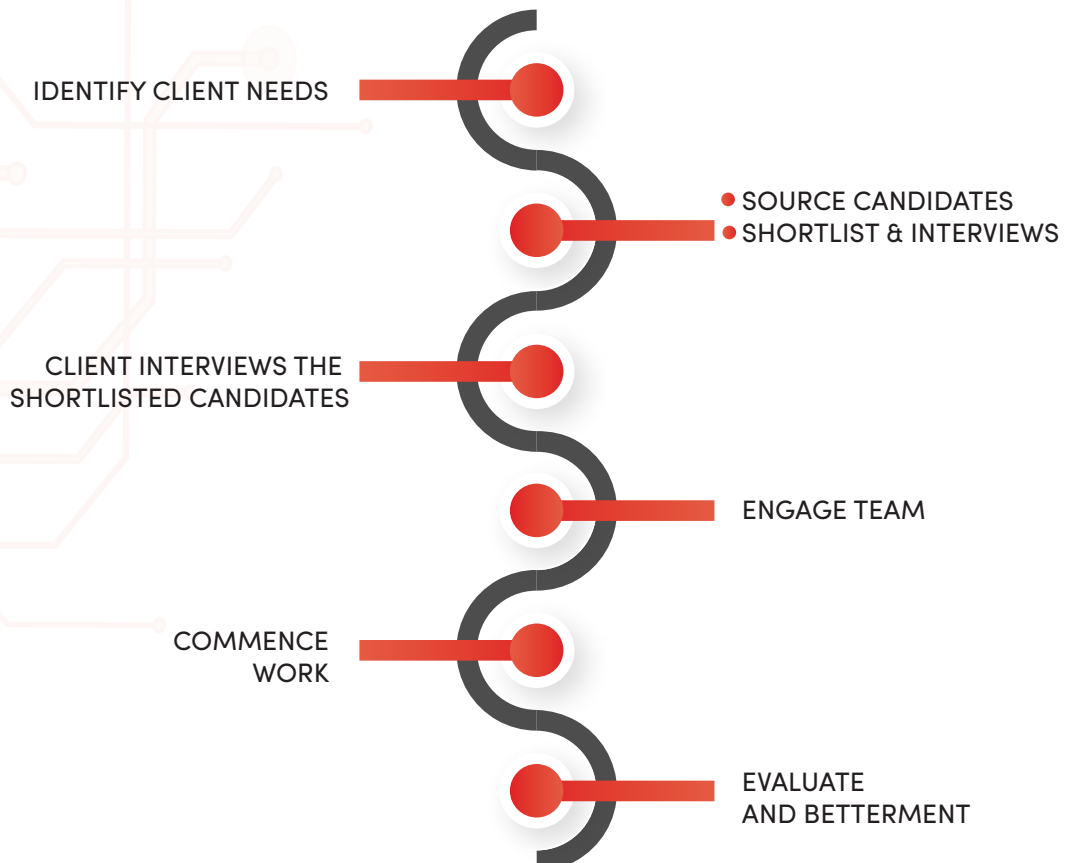 IDENTIFY CLIENT NEEDS
SOURCE CANDIDATES
SHORTLIST & INTERVIEWS
CLIENT INTERVIEWS THE
SHORTLISTED CANDIDATES
ENGAGE TEAM
COMMENCE
WORK
EVALUATE
AND BETTERMENT